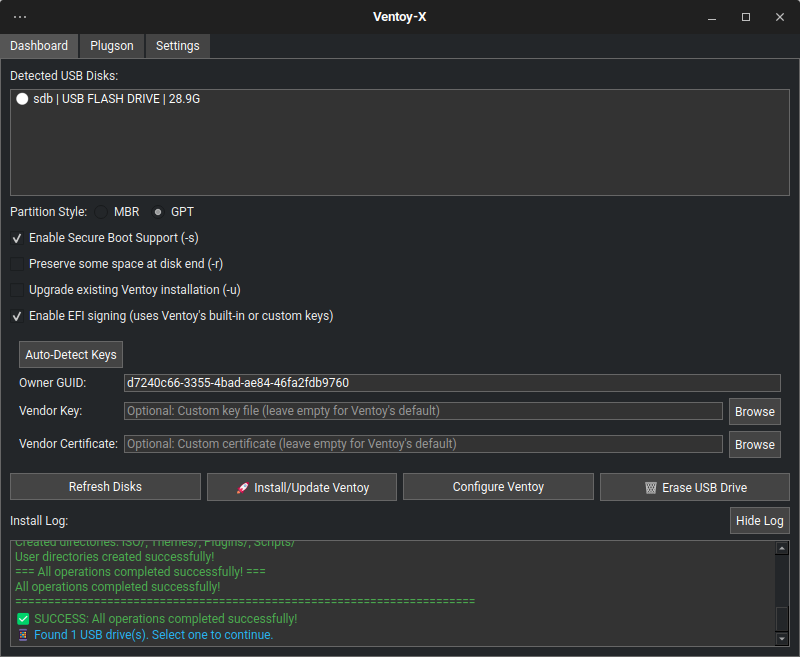 Ventoy-X
Dashboard Plugson Settings
Detected USB Disks:
sdb | USB FLASH DRIVE | 28.9G
Partition Style: MBR GPT
Enable Secure Boot Support (-s)
Preserve some space at disk end (-r)
Upgrade existing Ventoy installation (-u)
Enable EFI signing (uses Ventoy's built-in or custom keys)
Auto-Detect Keys
Owner GUID: d7240c66-3355-4bad-ae84-46fa2fdb9760
Vendor Key: Optional: Custom key file (leave empty for Ventoy's default) Browse
Vendor Certificate: Optional: Custom certificate (leave empty for Ventoy's default) Browse
Refresh Disks Install/Update Ventoy Configure Ventoy Erase USB Drive
Install Log: Hide Log
Created directories: ISO/, Themes/, Plugins/, Scripts/
User directories created successfully!
=== All operations completed successfully! ===
All operations completed successfully!
======================================================================
SUCCESS: All operations completed successfully!
Found 1 USB drive(s). Select one to continue.